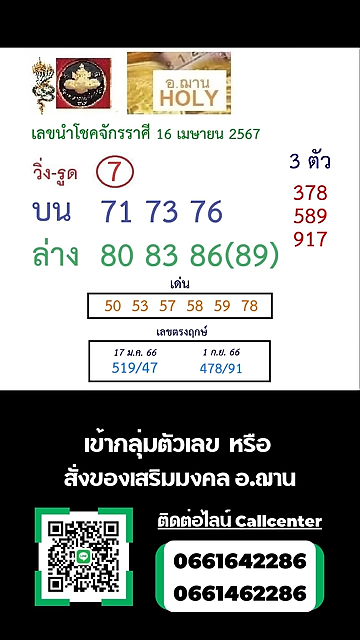 อ.ฌาน
HOLY
เลขนำโชคจักรราศี 16 เมษายน 2567
วิ่ง-รูด 7
3 ตัว
378
589
917
บน 71 73 76
ล่าง 80 83 86(89)
เด่น
50 53 57 58 59 78
เลขตรงฤกษ์
17 ม.ค. 66 1 ก.ย. 66
519/47 478/91
เข้ากลุ่มตัวเลข หรือ
สั่งของเสริมมงคล อ.ฌาน
ติดต่อไลน์ Callcenter
0661642286
0661462286